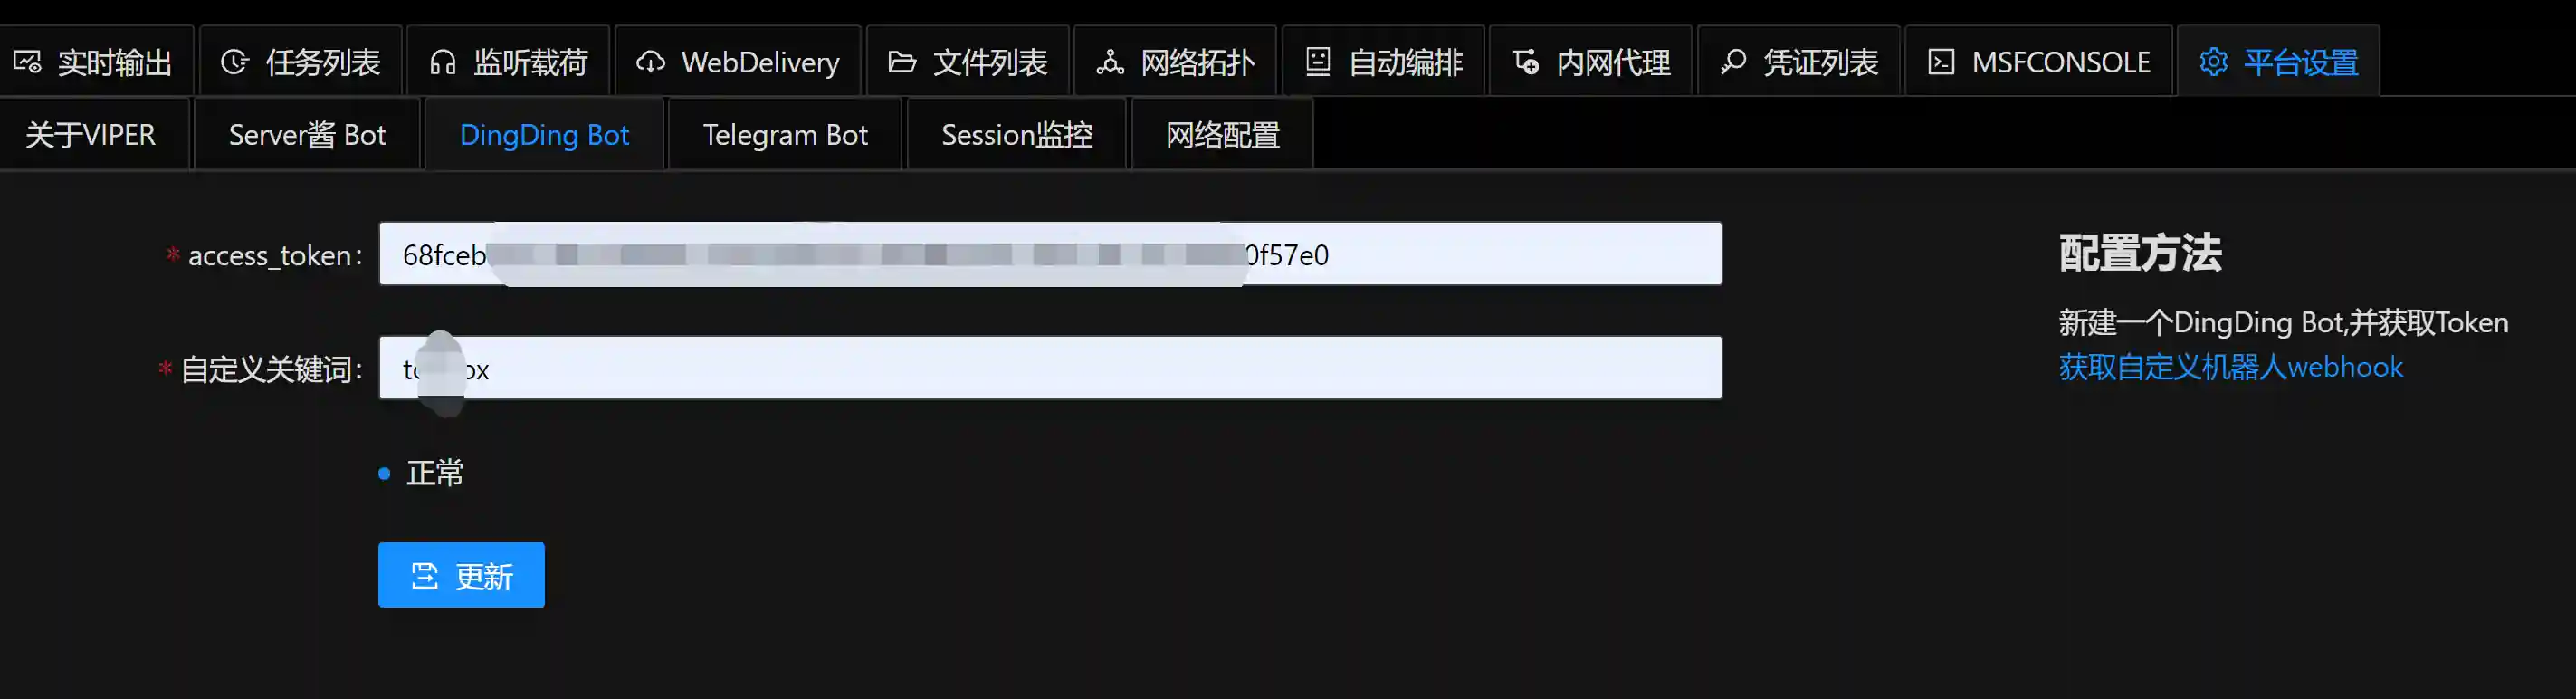 实时输出 任务列表 监听载荷 WebDelivery 文件列表 网络拓扑 自动编排 内网代理 凭证列表 MSFCONSOLE 平台设置
关于VIPER Server酱 Bot DingDing Bot Telegram Bot Session监控 网络配置
* access_token: 68fceb 0f57e0
* 自定义关键词:
正常
更新
配置方法
新建一个DingDing Bot,并获取Token
获取自定义机器人webhook